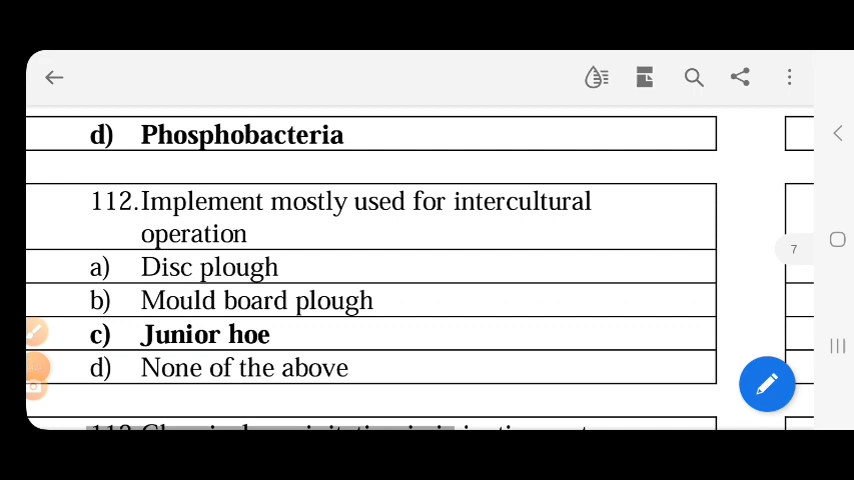 d) Phosphobacteria
112.Implement mostly used for intercultural
operation
a) Disc plough
b) Mould board plough
c) Junior hoe
d) None of the above
7